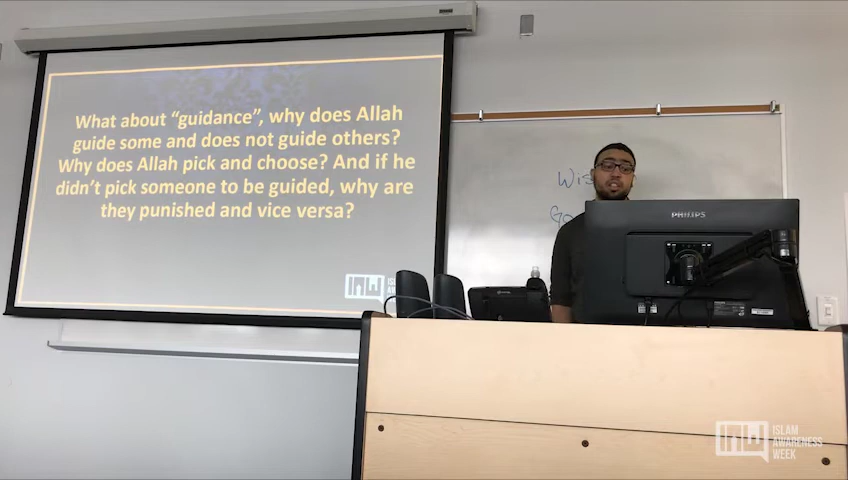 What about “guidance”, why does Allah
guide some and does not guide others?
Why does Allah pick and choose? And if he
didn’t pick someone to be guided, why are
they punished and vice versa?
PHILIPS
ISLAM
AWARENESS
WEEK